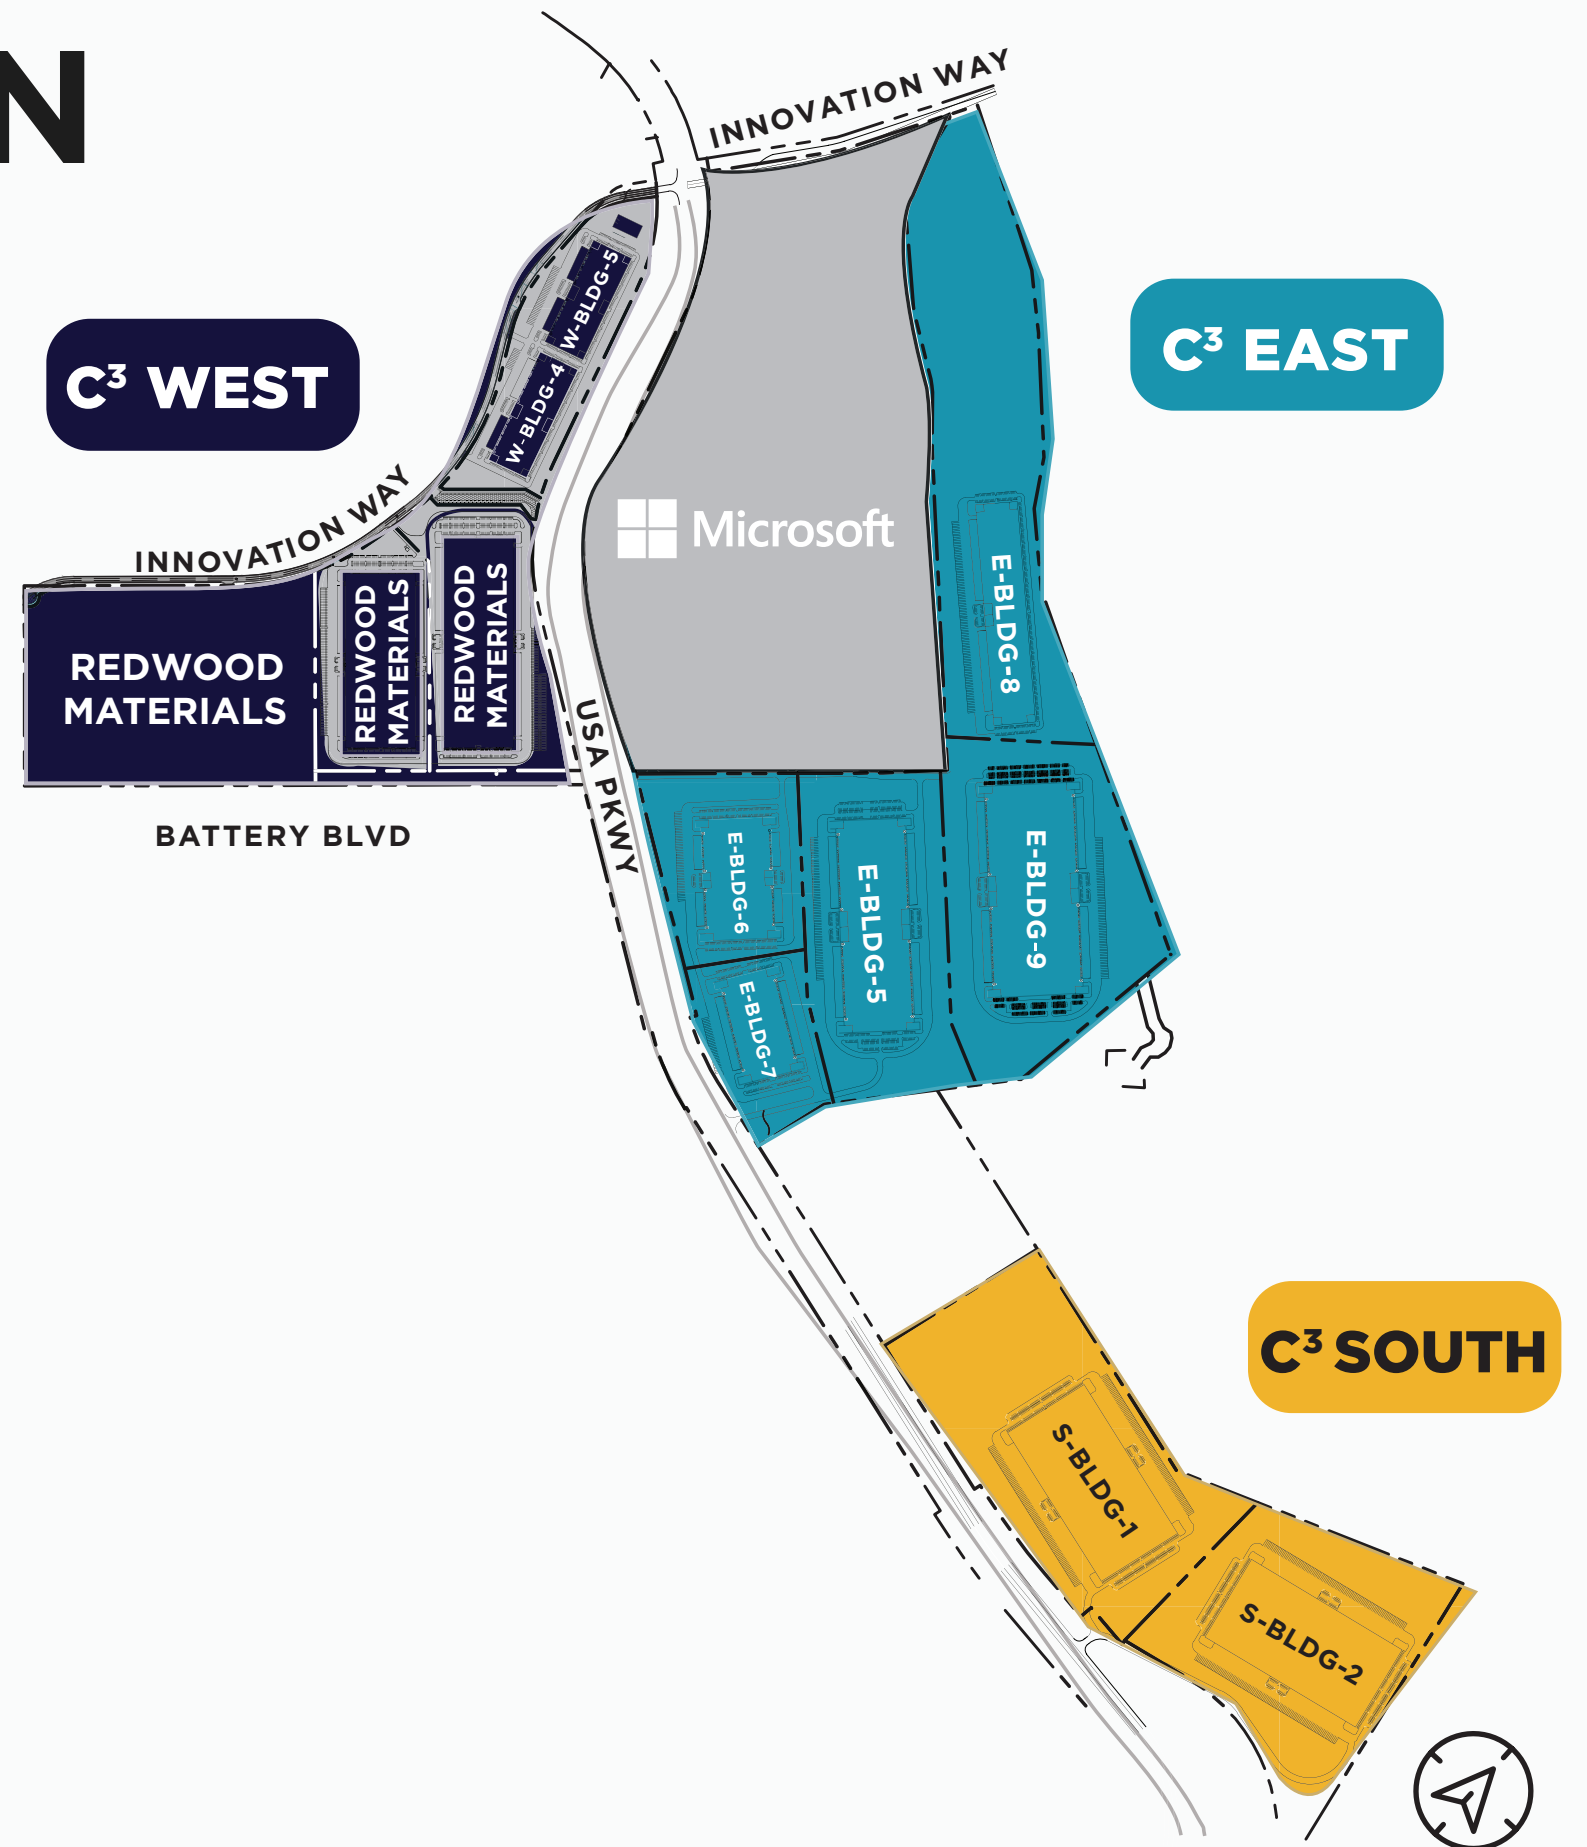 N
INNOVATION WAY
C³ WEST
C³ EAST
W-BLDG-5
W-BLDG-4
INNOVATION WAY
Microsoft
REDWOOD
MATERIALS
REDWOOD
MATERIALS
REDWOOD
MATERIALS
E-BLDG-8
USA PKWY
BATTERY BLVD
E-BLDG-6
E-BLDG-5
E-BLDG-9
E-BLDG-7
C³ SOUTH
S-BLDG-1
S-BLDG-2